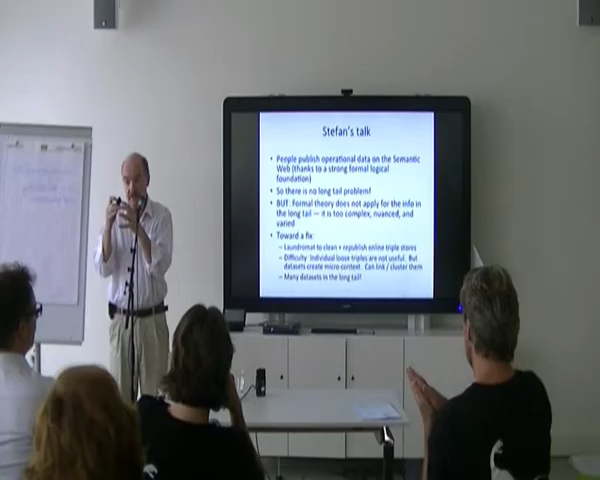 Stefan's talk
• People publish operational data on the Semantic
Web (thanks to a strong formal logical
foundation)
• So there is no long tail problem!
• BUT: Formal theory does not apply for the info in
the long tail — it is too complex, nuanced, and
varied
• Toward a fix:
– Laundromat to clean + republish online triple stores
– Difficulty: Individual loose triples are not useful. But
datasets create micro-context. Can link / cluster them
– Many datasets in the long tail?